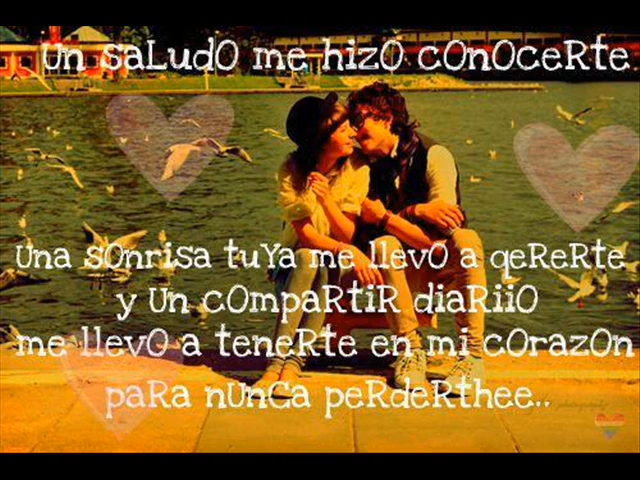 Un saLudO me hizO cOnOceRte
Una sOnrisa tuYa me llevO a qeReRte
y Un cOmpaRtiR diaRiiO
me llevO a teneRte en mi cOrazOn
paRa nUnCa peRdeRthee..